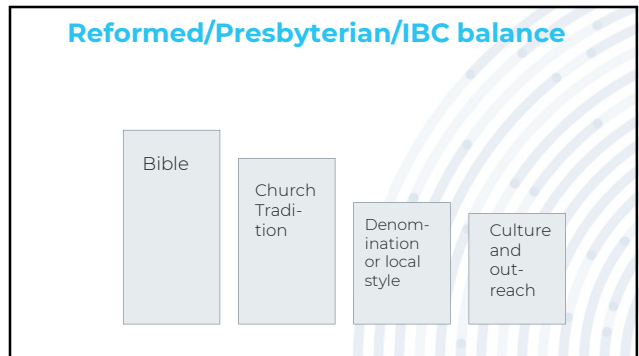 Reformed/Presbyterian/IBC balance
Bible
Church
Tradi-
tion
Denom-
ination
or local
style
Culture
and
out-
reach